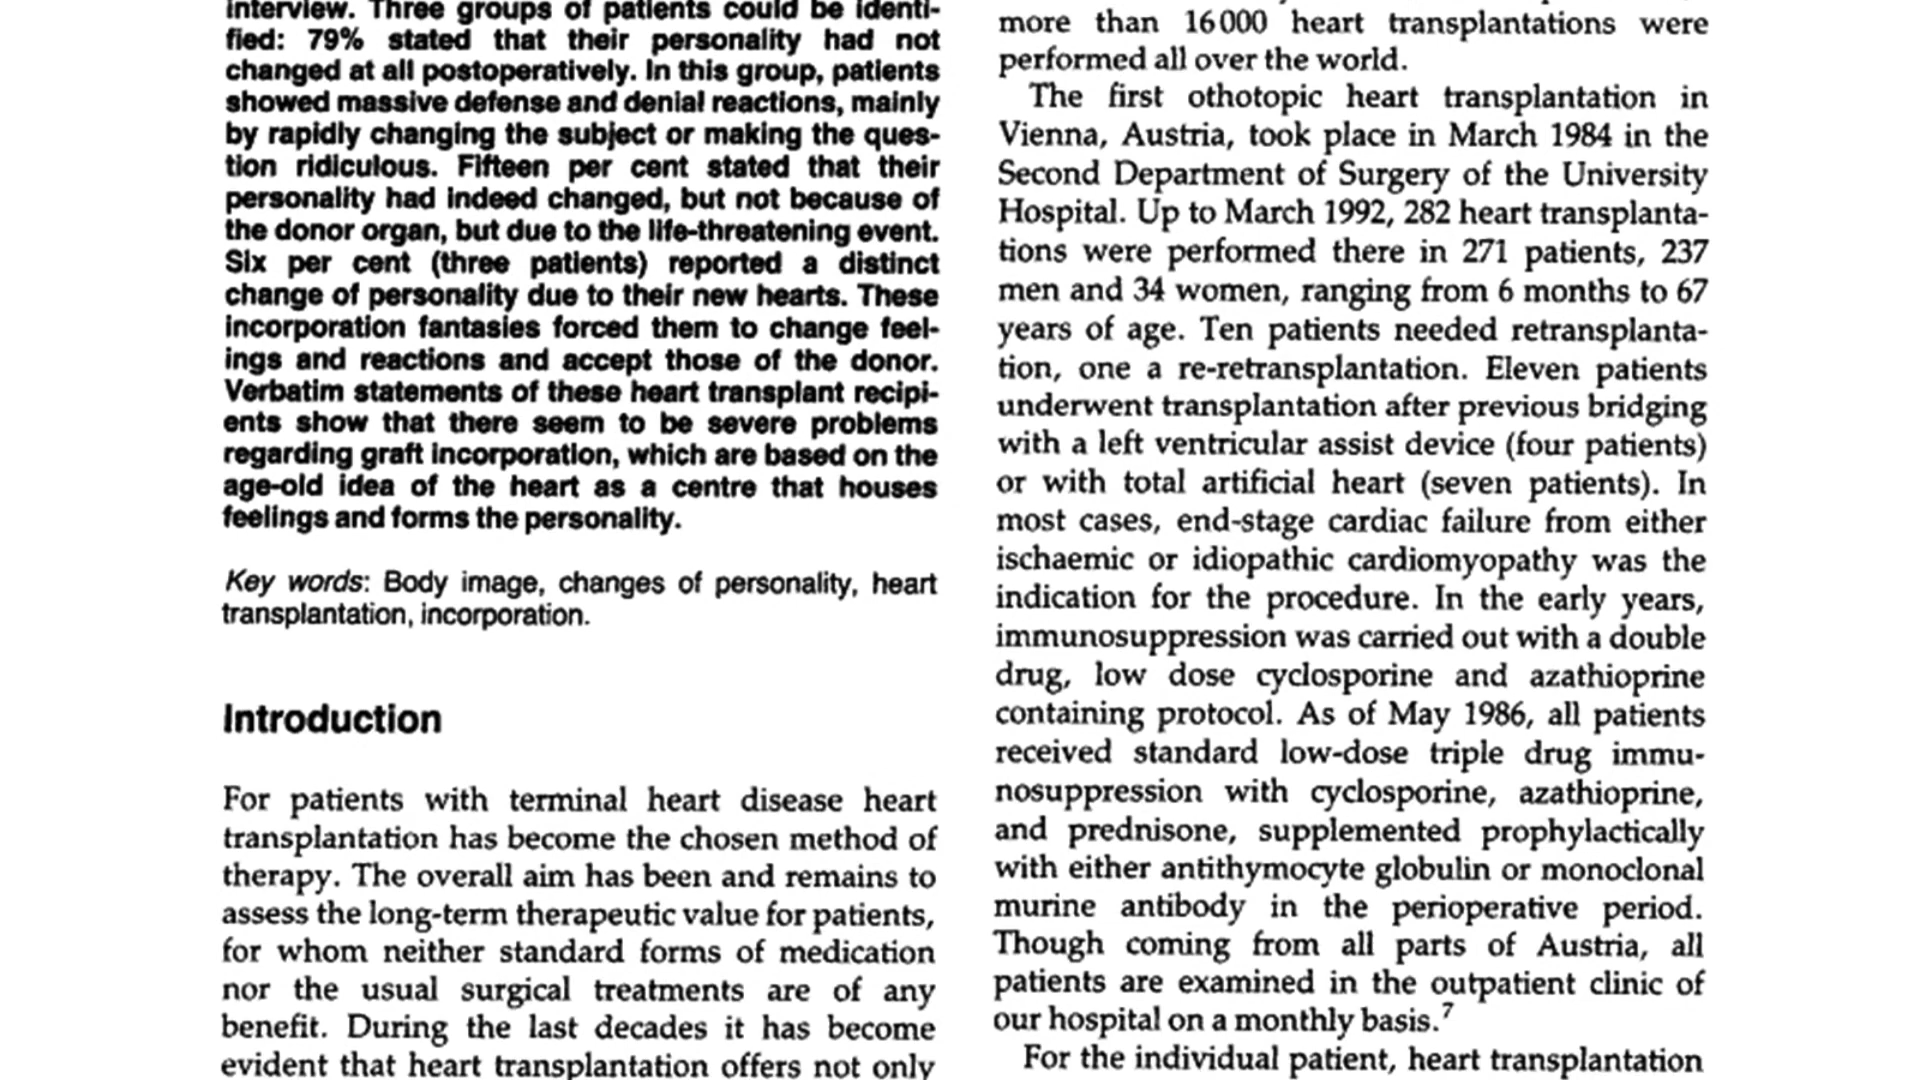 interview. Three groups of patients could be identi-
fied: 79% stated that their personality had not
changed at all postoperatively. In this group, patients
showed massive defense and denial reactions, mainly
by rapidly changing the subject or making the ques-
tion ridiculous. Fifteen per cent stated that their
personality had indeed changed, but not because of
the donor organ, but due to the life-threatening event.
Six per cent (three patients) reported a distinct
change of personality due to their new hearts. These
incorporation fantasies forced them to change feel-
ings and reactions and accept those of the donor.
Verbatim statements of these heart transplant recipi-
ents show that there seem to be severe problems
regarding graft incorporation, which are based on the
age-old idea of the heart as a centre that houses
feelings and forms the personality.
Key words: Body image, changes of personality, heart
transplantation, incorporation.
Introduction
For patients with terminal heart disease heart
transplantation has become the chosen method of
therapy. The overall aim has been and remains to
assess the long-term therapeutic value for patients,
for whom neither standard forms of medication
nor the usual surgical treatments are of any
benefit. During the last decades it has become
evident that heart transplantation offers not only
more than 16000 heart transplantations were
performed all over the world.
The first othotopic heart transplantation in
Vienna, Austria, took place in March 1984 in the
Second Department of Surgery of the University
Hospital. Up to March 1992, 282 heart transplanta-
tions were performed there in 271 patients, 237
men and 34 women, ranging from 6 months to 67
years of age. Ten patients needed retransplanta-
tion, one a re-retransplantation. Eleven patients
underwent transplantation after previous bridging
with a left ventricular assist device (four patients)
or with total artificial heart (seven patients). In
most cases, end-stage cardiac failure from either
ischaemic or idiopathic cardiomyopathy was the
indication for the procedure. In the early years,
immunosuppression was carried out with a double
drug, low dose cyclosporine and azathioprine
containing protocol. As of May 1986, all patients
received standard low-dose triple drug immu-
nosuppression with cyclosporine, azathioprine,
and prednisone, supplemented prophylactically
with either antithymocyte globulin or monoclonal
murine antibody in the perioperative period.
Though coming from all parts of Austria, all
patients are examined in the outpatient clinic of
our hospital on a monthly basis.7
For the individual patient, heart transplantation